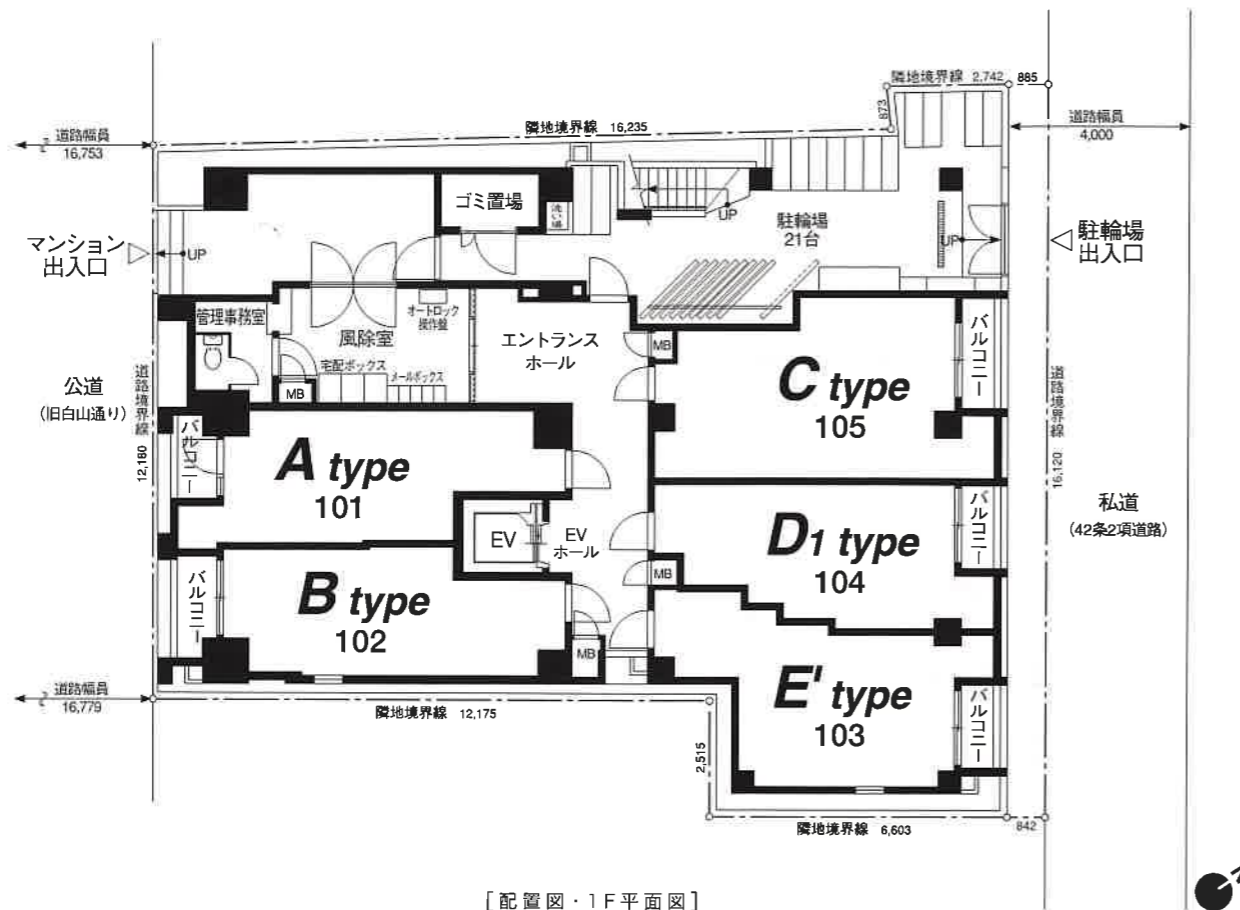 隣地境界線 2,742
885
873
道路幅員
16,753
隣地境界線 16,235
道路幅員
4,000
ゴミ置場
洗い場
UP
駐輪場
21台
UP
マンション
出入口
UP
駐輪場
出入口
管理事務室
オートロック
操作盤
風除室
エントランス
ホール
宅配ボックス
メールボックス
MB
MB
バルコニー
C type
105
公道
(旧白山通り)
道路境界線
12,180
バルコニー
A type
101
EV
EV
ホール
D1 type
104
バルコニー
道路境界線
16,120
私道
(42条2項道路)
MB
バルコニー
B type
102
MB
E' type
103
バルコニー
道路幅員
16,779
隣地境界線 12,175
2,515
隣地境界線 6,603
842
[配置図・1F平面図]